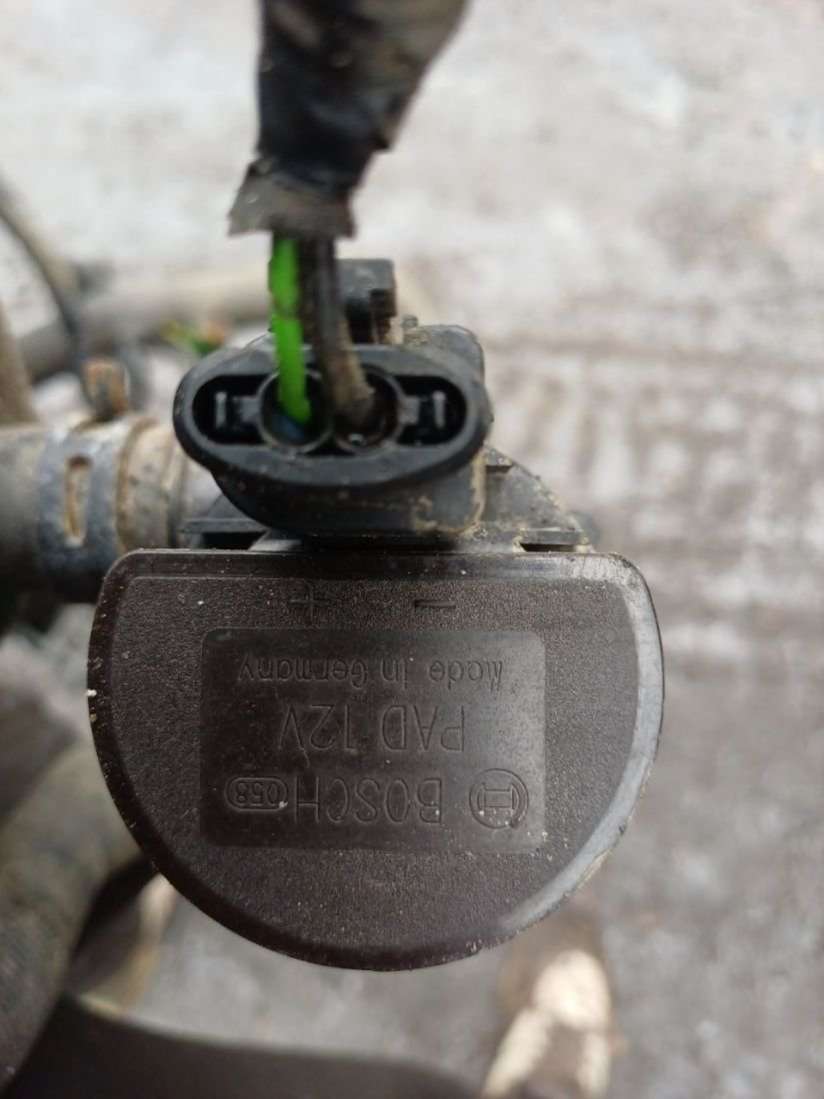 BOSCH 058
PAD 12V
Made in Germany
+ −